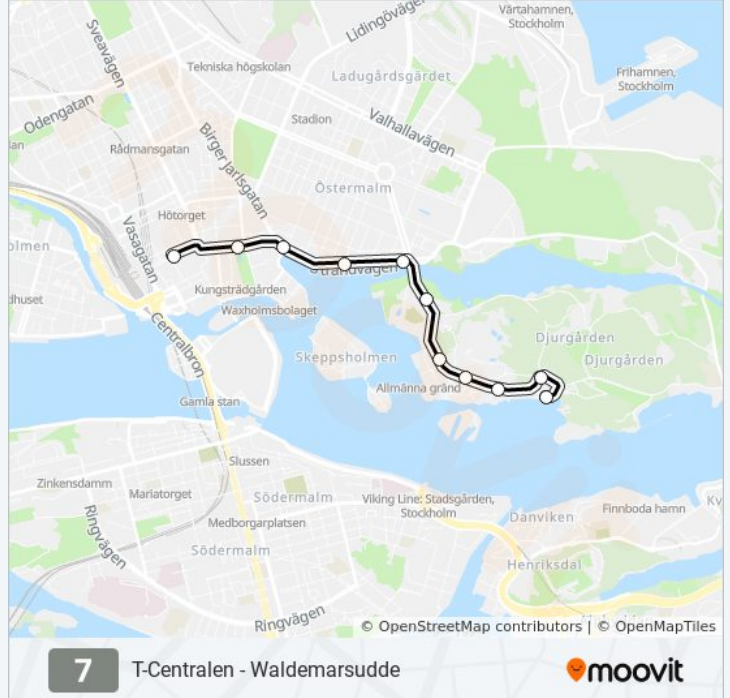 Lidingövägen
Värtahamnen,
Stockholm
Sveavägen
Tekniska högskolan
Ladugårdsgärdet
Frihamnen,
Stockholm
Odengatan
Stadion
Valhallavägen
lan
Rådmansgatan
Birger Jarlsgatan
Östermalm
Hötorget
Vasagatan
olmen
Strandvägen
dhuset
Kungsträdgården
Waxholmsbolaget
Centralbron
Skeppsholmen
Djurgården
Djurgården
Allmänna gränd
Gamla stan
Slussen
Zinkensdamm
Mariatorget
Södermalm
Viking Line: Stadsgården,
Stockholm
Finnboda hamn
Kv
Ringvägen
Medborgarplatsen
Danviken
Södermalm
Henriksdal
Ringvägen
© OpenStreetMap contributors | © OpenMapTiles
7 T-Centralen - Waldemarsudde
moovit